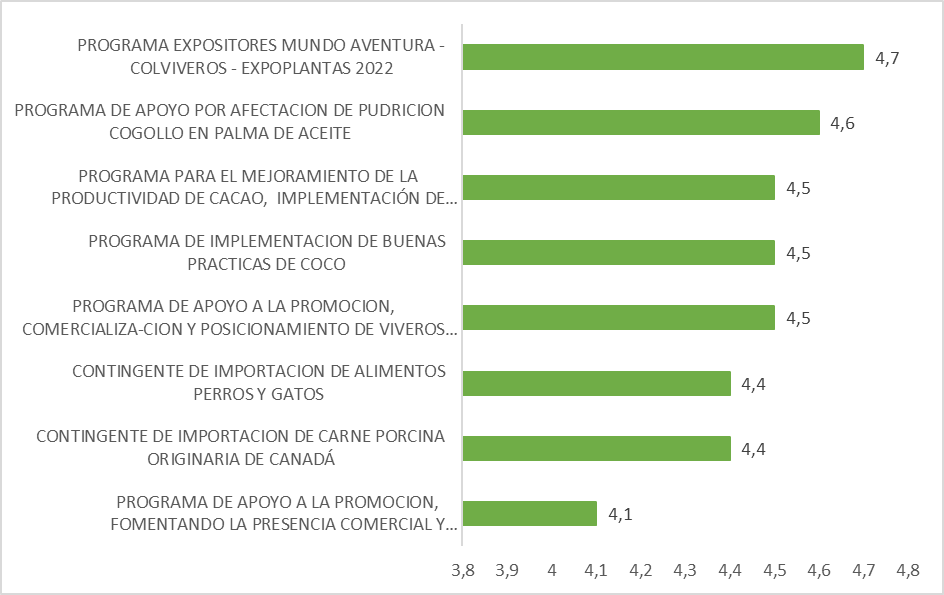 PROGRAMA EXPOSITORES MUNDO AVENTURA -
COLVIVEROS - EXPOPLANTAS 2022
4,7
PROGRAMA DE APOYO POR AFECTACION DE PUDRICION
COGOLLO EN PALMA DE ACEITE
4,6
PROGRAMA PARA EL MEJORAMIENTO DE LA
PRODUCTIVIDAD DE CACAO,  IMPLEMENTACIÓN DE...
4,5
PROGRAMA DE IMPLEMENTACION DE BUENAS
PRACTICAS DE COCO
4,5
PROGRAMA DE APOYO A LA PROMOCION,
COMERCIALIZA-CION Y POSICIONAMIENTO DE VIVEROS...
4,5
CONTINGENTE DE IMPORTACION DE ALIMENTOS
PERROS Y GATOS
4,4
CONTINGENTE DE IMPORTACION DE CARNE PORCINA
ORIGINARIA DE CANADÁ
4,4
PROGRAMA DE APOYO A LA PROMOCION,
FOMENTANDO LA PRESENCIA COMERCIAL Y...
4,1
3,8 3,9 4 4,1 4,2 4,3 4,4 4,5 4,6 4,7 4,8